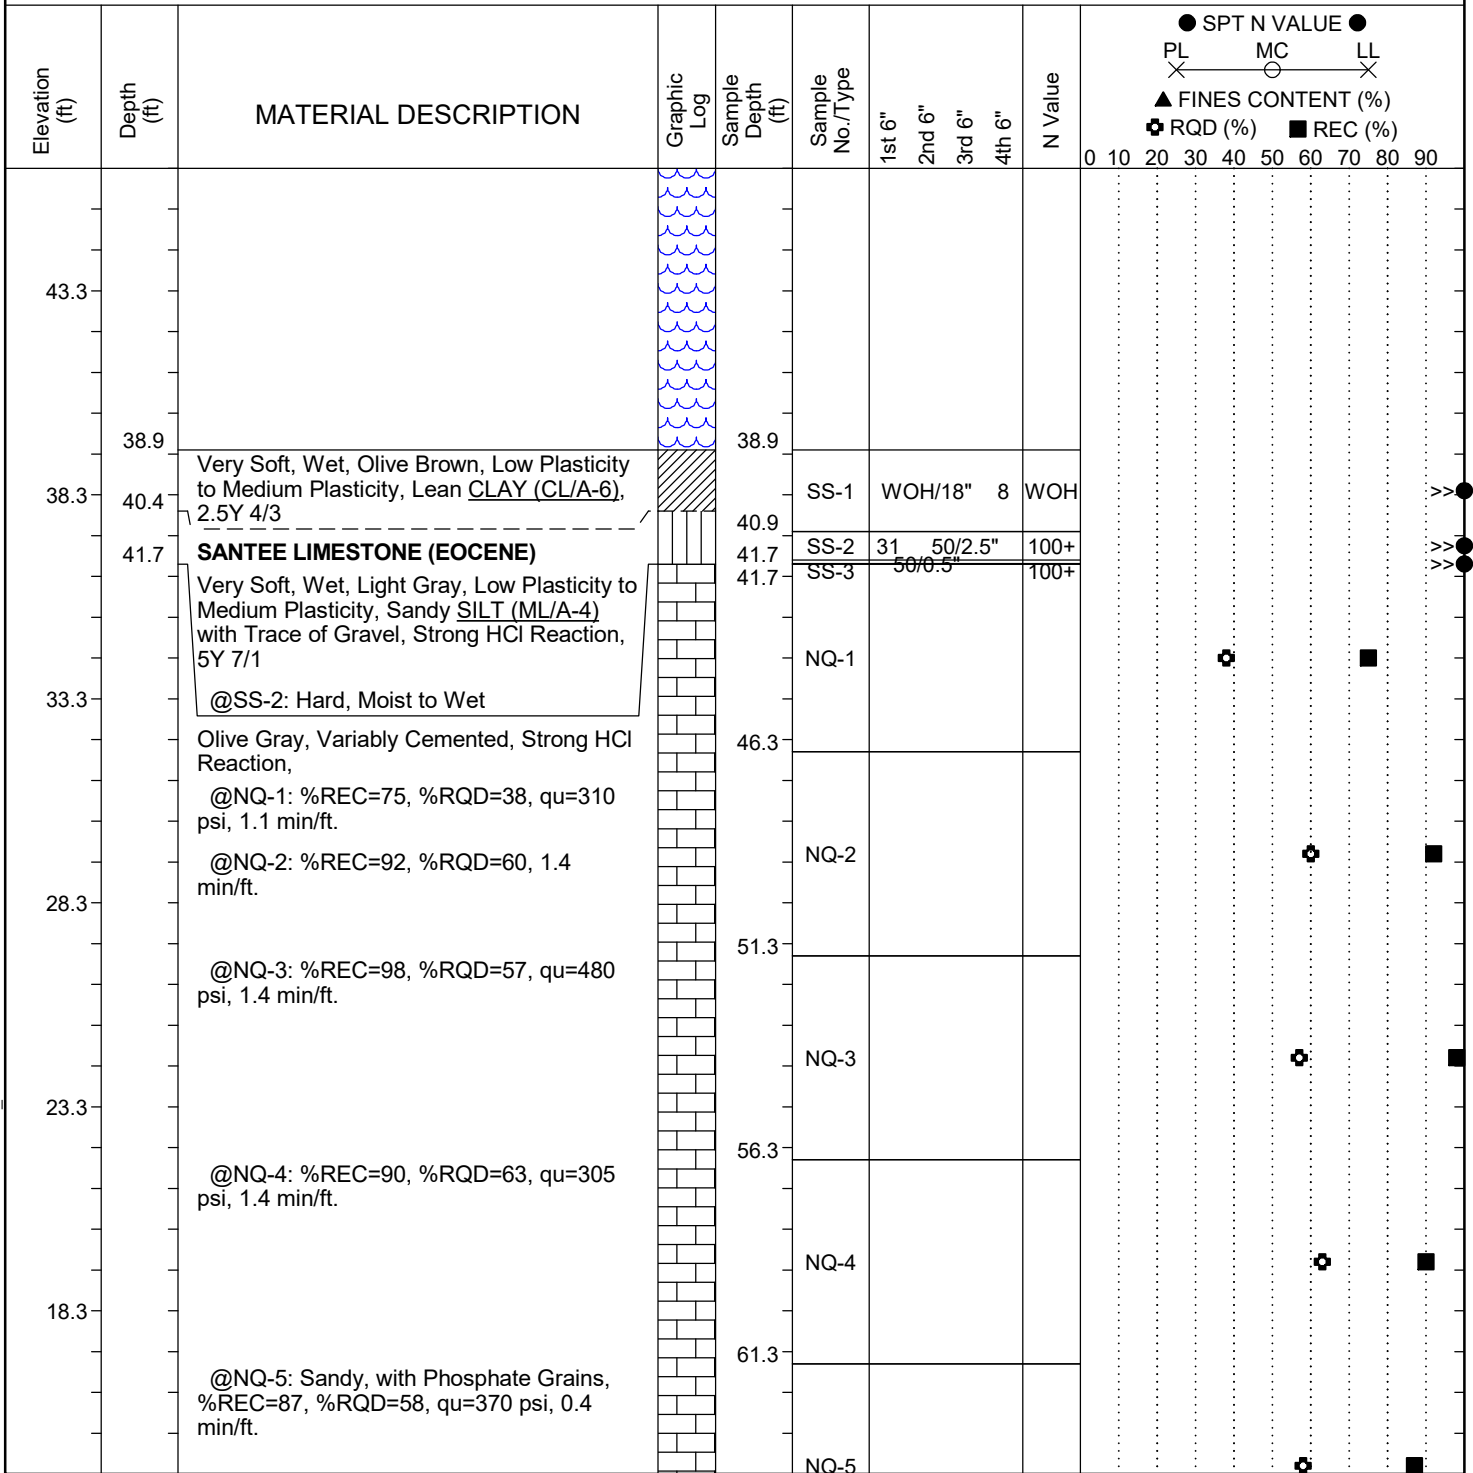 ● SPT N VALUE ●
PL MC LL
▲ FINES CONTENT (%)
RQD (%) ■ REC (%)
0 10 20 30 40 50 60 70 80 90
Elevation
(ft)
Depth
(ft)
MATERIAL DESCRIPTION
Graphic
Log
Sample
Depth
(ft)
Sample
No./Type
1st 6"
2nd 6"
3rd 6"
4th 6"
N Value
43.3
38.9 38.9
Very Soft, Wet, Olive Brown, Low Plasticity
to Medium Plasticity, Lean CLAY (CL/A-6),
2.5Y 4/3
38.3 40.4
SS-1 WOH/18" 8 WOH >>
40.9
41.7 SANTEE LIMESTONE (EOCENE)
41.7 SS-2 31 50/2.5" 100+ >>
41.7 SS-3 50/0.5" 100+ >>
Very Soft, Wet, Light Gray, Low Plasticity to
Medium Plasticity, Sandy SILT (ML/A-4)
with Trace of Gravel, Strong HCl Reaction,
5Y 7/1
NQ-1
33.3 @SS-2: Hard, Moist to Wet
46.3
Olive Gray, Variably Cemented, Strong HCl
Reaction,
@NQ-1: %REC=75, %RQD=38, qu=310
psi, 1.1 min/ft.
@NQ-2: %REC=92, %RQD=60, 1.4
min/ft.
NQ-2
28.3
51.3
@NQ-3: %REC=98, %RQD=57, qu=480
psi, 1.4 min/ft.
NQ-3
23.3
56.3
@NQ-4: %REC=90, %RQD=63, qu=305
psi, 1.4 min/ft.
NQ-4
18.3
61.3
@NQ-5: Sandy, with Phosphate Grains,
%REC=87, %RQD=58, qu=370 psi, 0.4
min/ft.
NQ-5